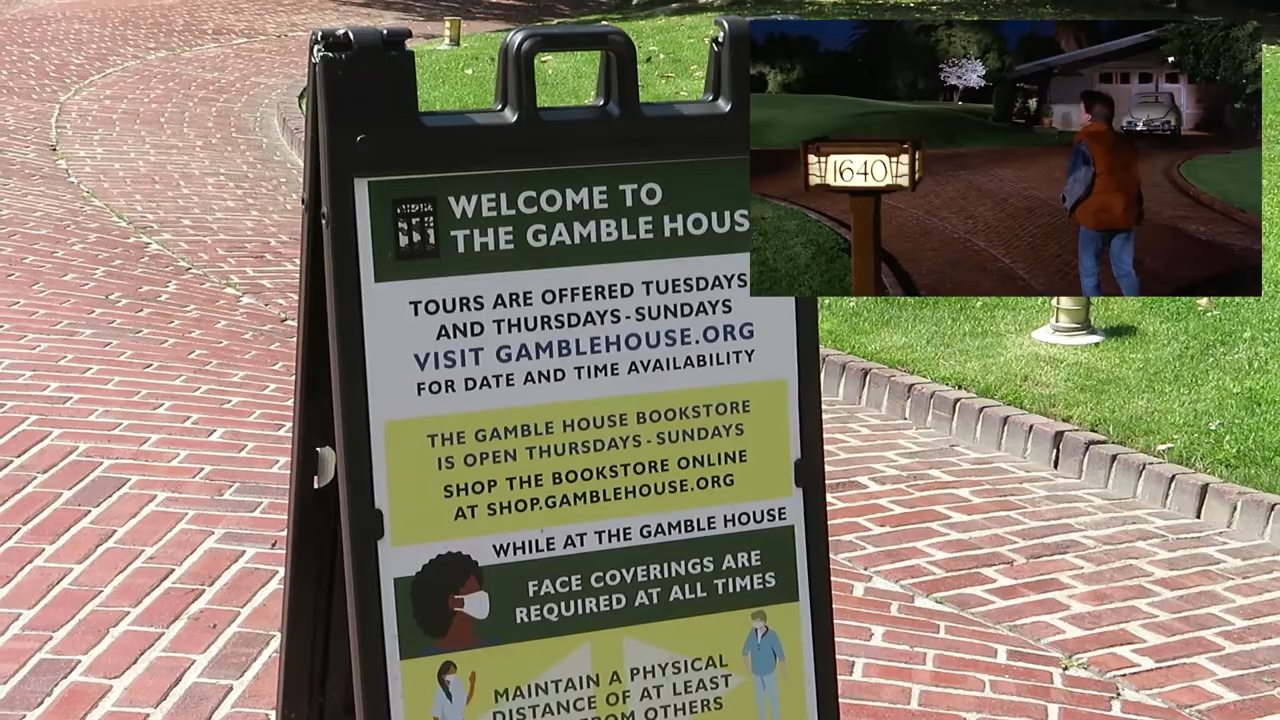 WELCOME TO
THE GAMBLE HOUS
TOURS ARE OFFERED TUESDAYS
AND THURSDAYS-SUNDAYS
VISIT GAMBLEHOUSE.ORG
FOR DATE AND TIME AVAILABILITY
THE GAMBLE HOUSE BOOKSTORE
IS OPEN THURSDAYS-SUNDAYS
SHOP THE BOOKSTORE ONLINE
AT SHOP.GAMBLEHOUSE.ORG
WHILE AT THE GAMBLE HOUSE
FACE COVERINGS ARE
REQUIRED AT ALL TIMES
MAINTAIN A PHYSICAL
DISTANCE OF AT LEAST
FROM OTHERS
1640